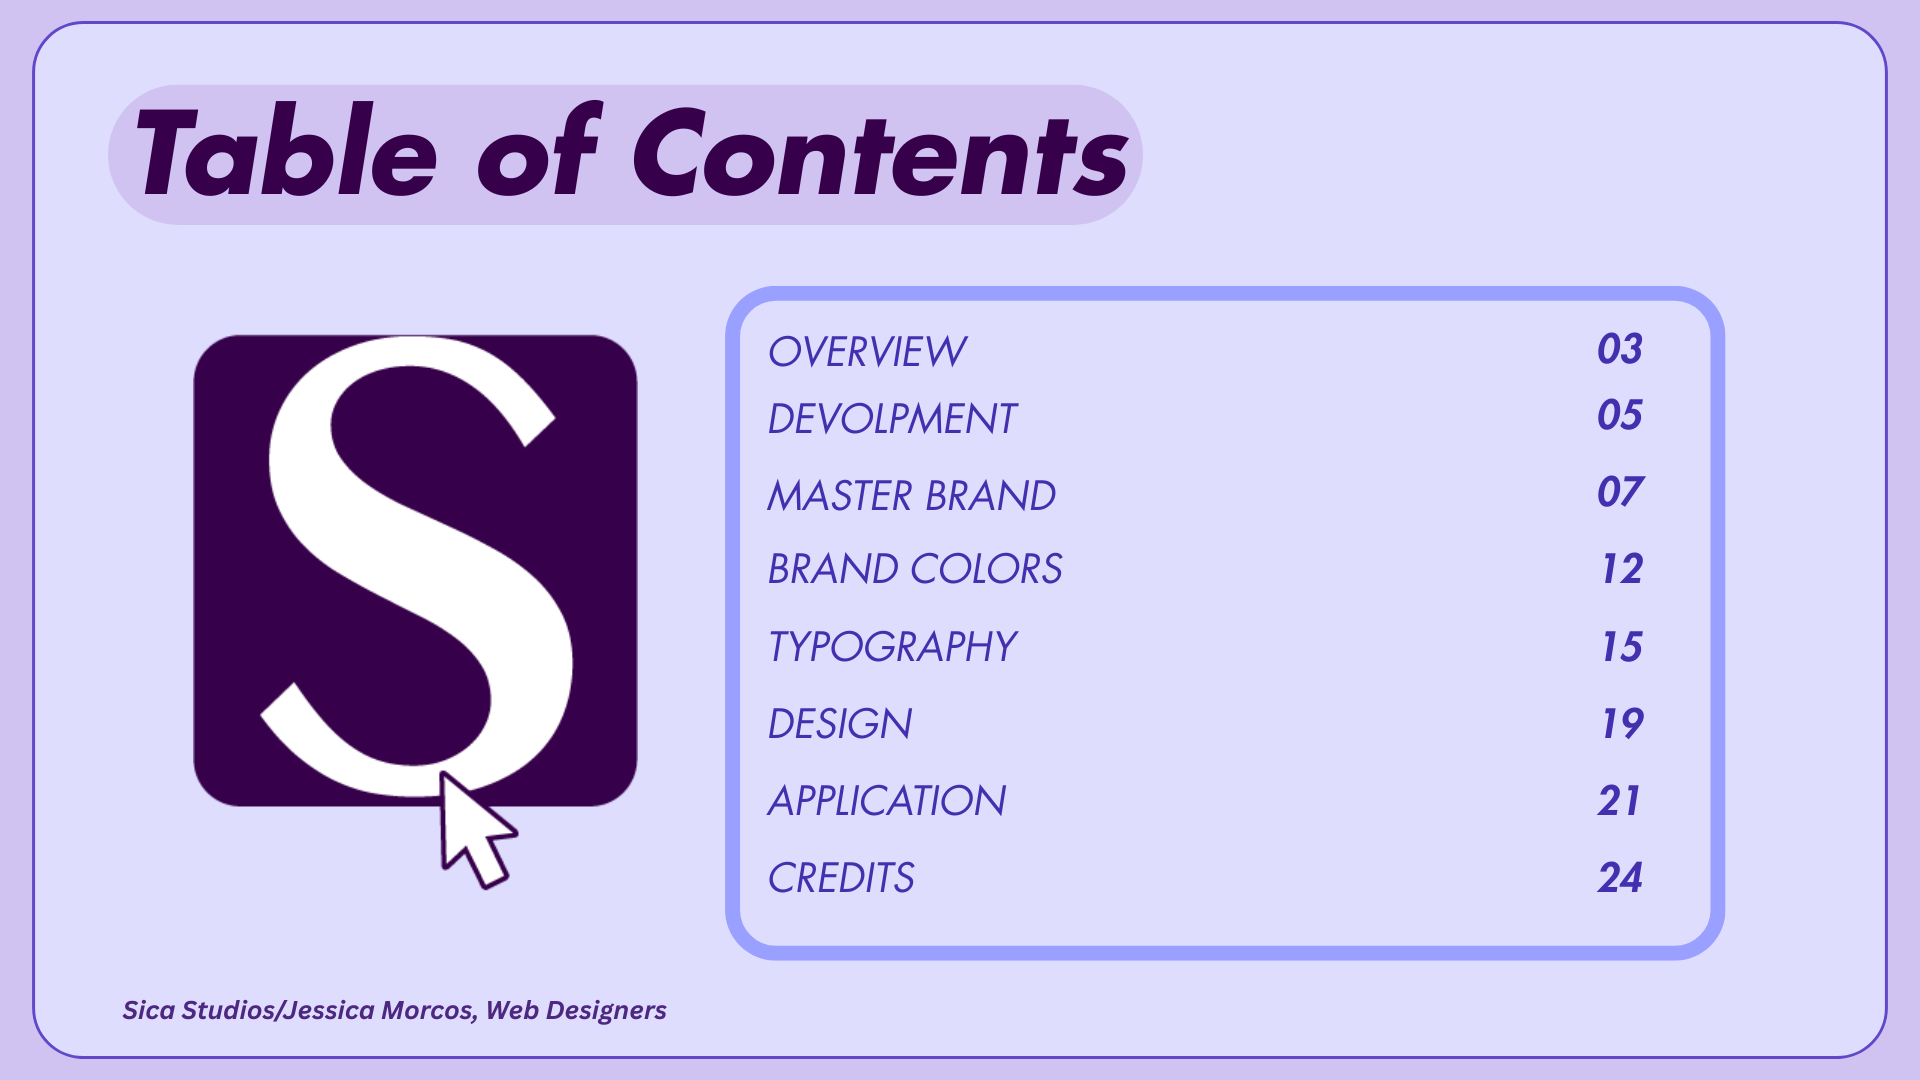 Table of Contents
S
OVERVIEW 03
DEVOLPMENT 05
MASTER BRAND 07
BRAND COLORS 12
TYPOGRAPHY 15
DESIGN 19
APPLICATION 21
CREDITS 24
Sica Studios/Jessica Morcos, Web Designers